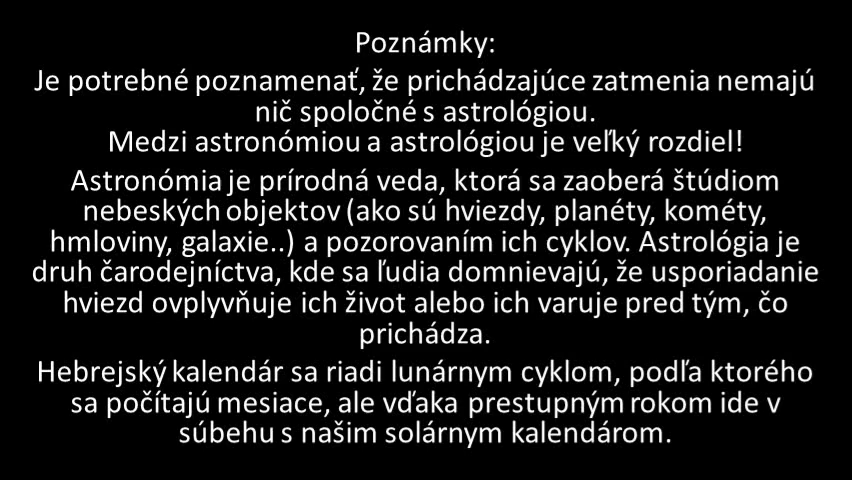 Poznámky:
Je potrebné poznamenať, že prichádzajúce zatmenia nemajú
nič spoločné s astrológiou.
Medzi astronómiou a astrológiou je veľký rozdiel!
Astronómia je prírodná veda, ktorá sa zaoberá štúdiom
nebeských objektov (ako sú hviezdy, planéty, kométy,
hmloviny, galaxie..) a pozorovaním ich cyklov. Astrológia je
druh čarodejníctva, kde sa ľudia domnievajú, že usporiadanie
hviezd ovplyvňuje ich život alebo ich varuje pred tým, čo
prichádza.
Hebrejský kalendár sa riadi lunárnym cyklom, podľa ktorého
sa počítajú mesiace, ale vďaka prestupným rokom ide v
súbehu s našim solárnym kalendárom.